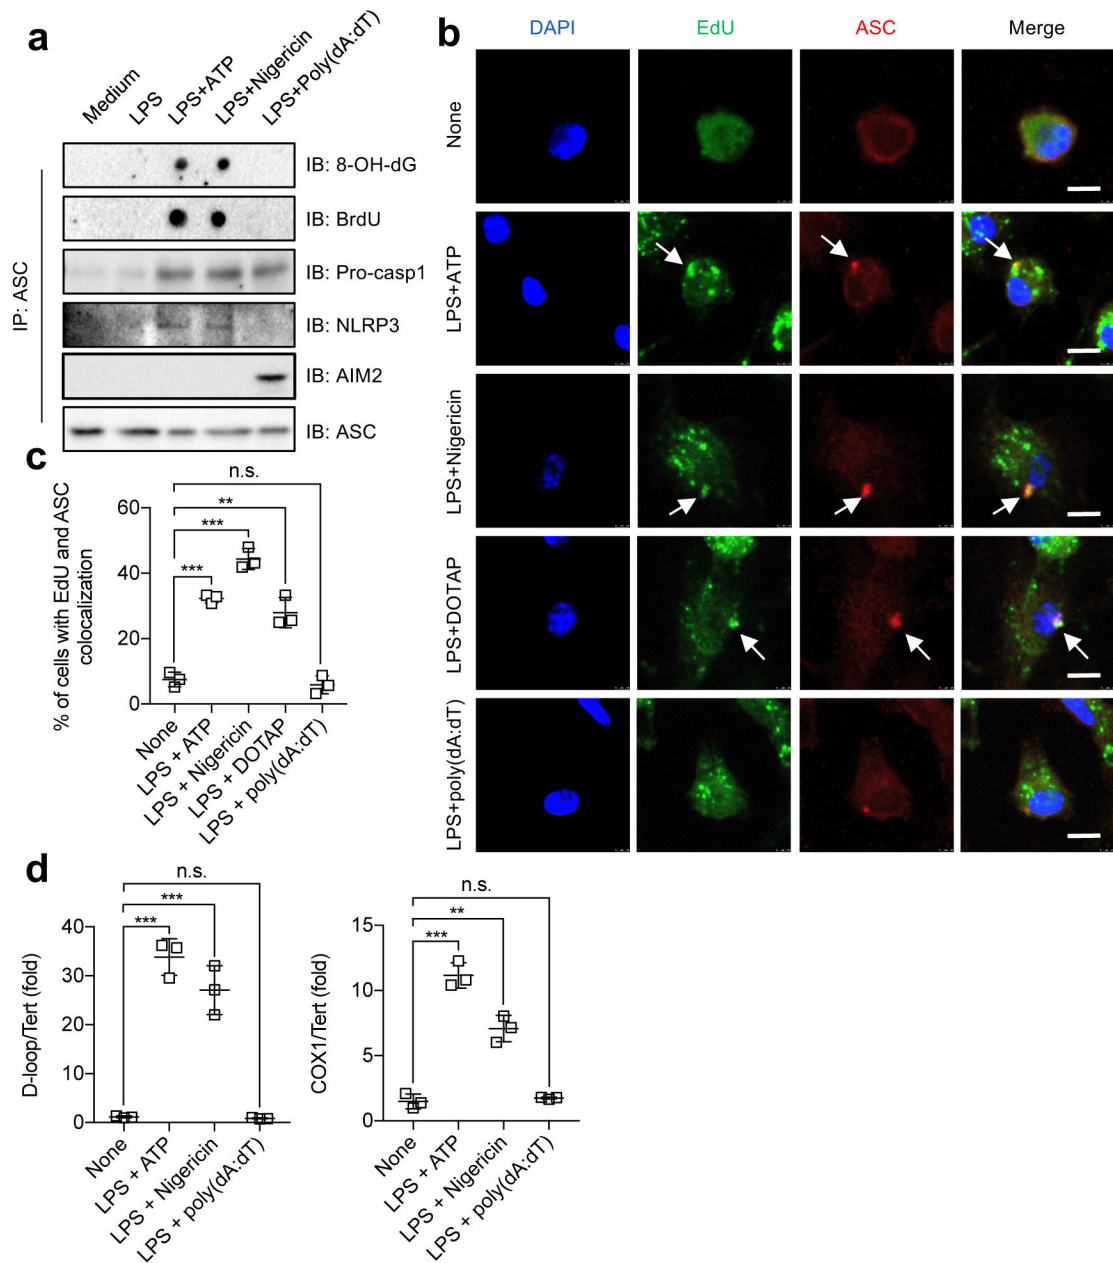 a
Medium
LPS
LPS+ATP
LPS+Nigericin
LPS+Poly(dA:dT)
IP: ASC
IB: 8-OH-dG
IB: BrdU
IB: Pro-casp1
IB: NLRP3
IB: AIM2
IB: ASC
b
DAPI EdU ASC Merge
None
LPS+ATP
LPS+Nigericin
LPS+DOTAP
LPS+poly(dA:dT)
c
% of cells with EdU and ASC
colocalization
60
40
20
0
n.s.
**
***
***
None
LPS + ATP
LPS + Nigericin
LPS + DOTAP
LPS + poly(dA:dT)
d
D-loop/Tert (fold)
40
30
20
10
0
n.s.
***
***
None
LPS + ATP
LPS + Nigericin
LPS + poly(dA:dT)
COX1/Tert (fold)
15
10
5
0
n.s.
**
***
None
LPS + ATP
LPS + Nigericin
LPS + poly(dA:dT)